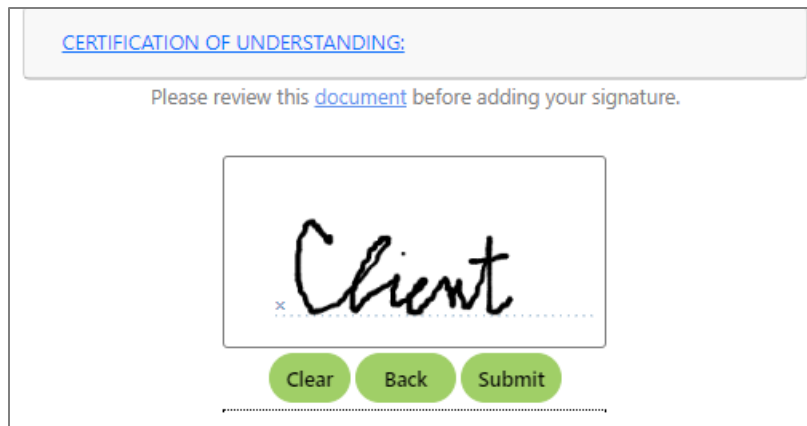 CERTIFICATION OF UNDERSTANDING:
Please review this document before adding your signature.
x Client
Clear Back Submit